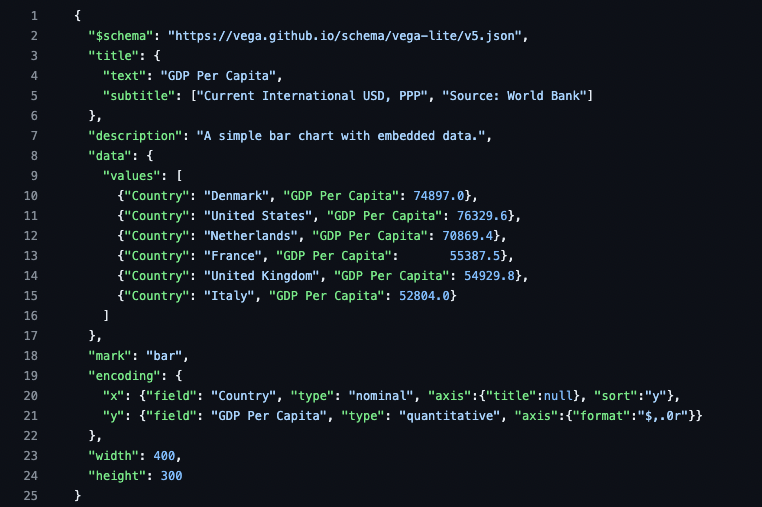 1 {
2 "$schema": "https://vega.github.io/schema/vega-lite/v5.json",
3 "title": {
4 "text": "GDP Per Capita",
5 "subtitle": ["Current International USD, PPP", "Source: World Bank"]
6 },
7 "description": "A simple bar chart with embedded data.",
8 "data": {
9 "values": [
10 {"Country": "Denmark", "GDP Per Capita": 74897.0},
11 {"Country": "United States", "GDP Per Capita": 76329.6},
12 {"Country": "Netherlands", "GDP Per Capita": 70869.4},
13 {"Country": "France", "GDP Per Capita":       55387.5},
14 {"Country": "United Kingdom", "GDP Per Capita": 54929.8},
15 {"Country": "Italy", "GDP Per Capita": 52804.0}
16 ]
17 },
18 "mark": "bar",
19 "encoding": {
20 "x": {"field": "Country", "type": "nominal", "axis":{"title":null}, "sort":"y"},
21 "y": {"field": "GDP Per Capita", "type": "quantitative", "axis":{"format":"$,.0r"}}
22 },
23 "width": 400,
24 "height": 300
25 }